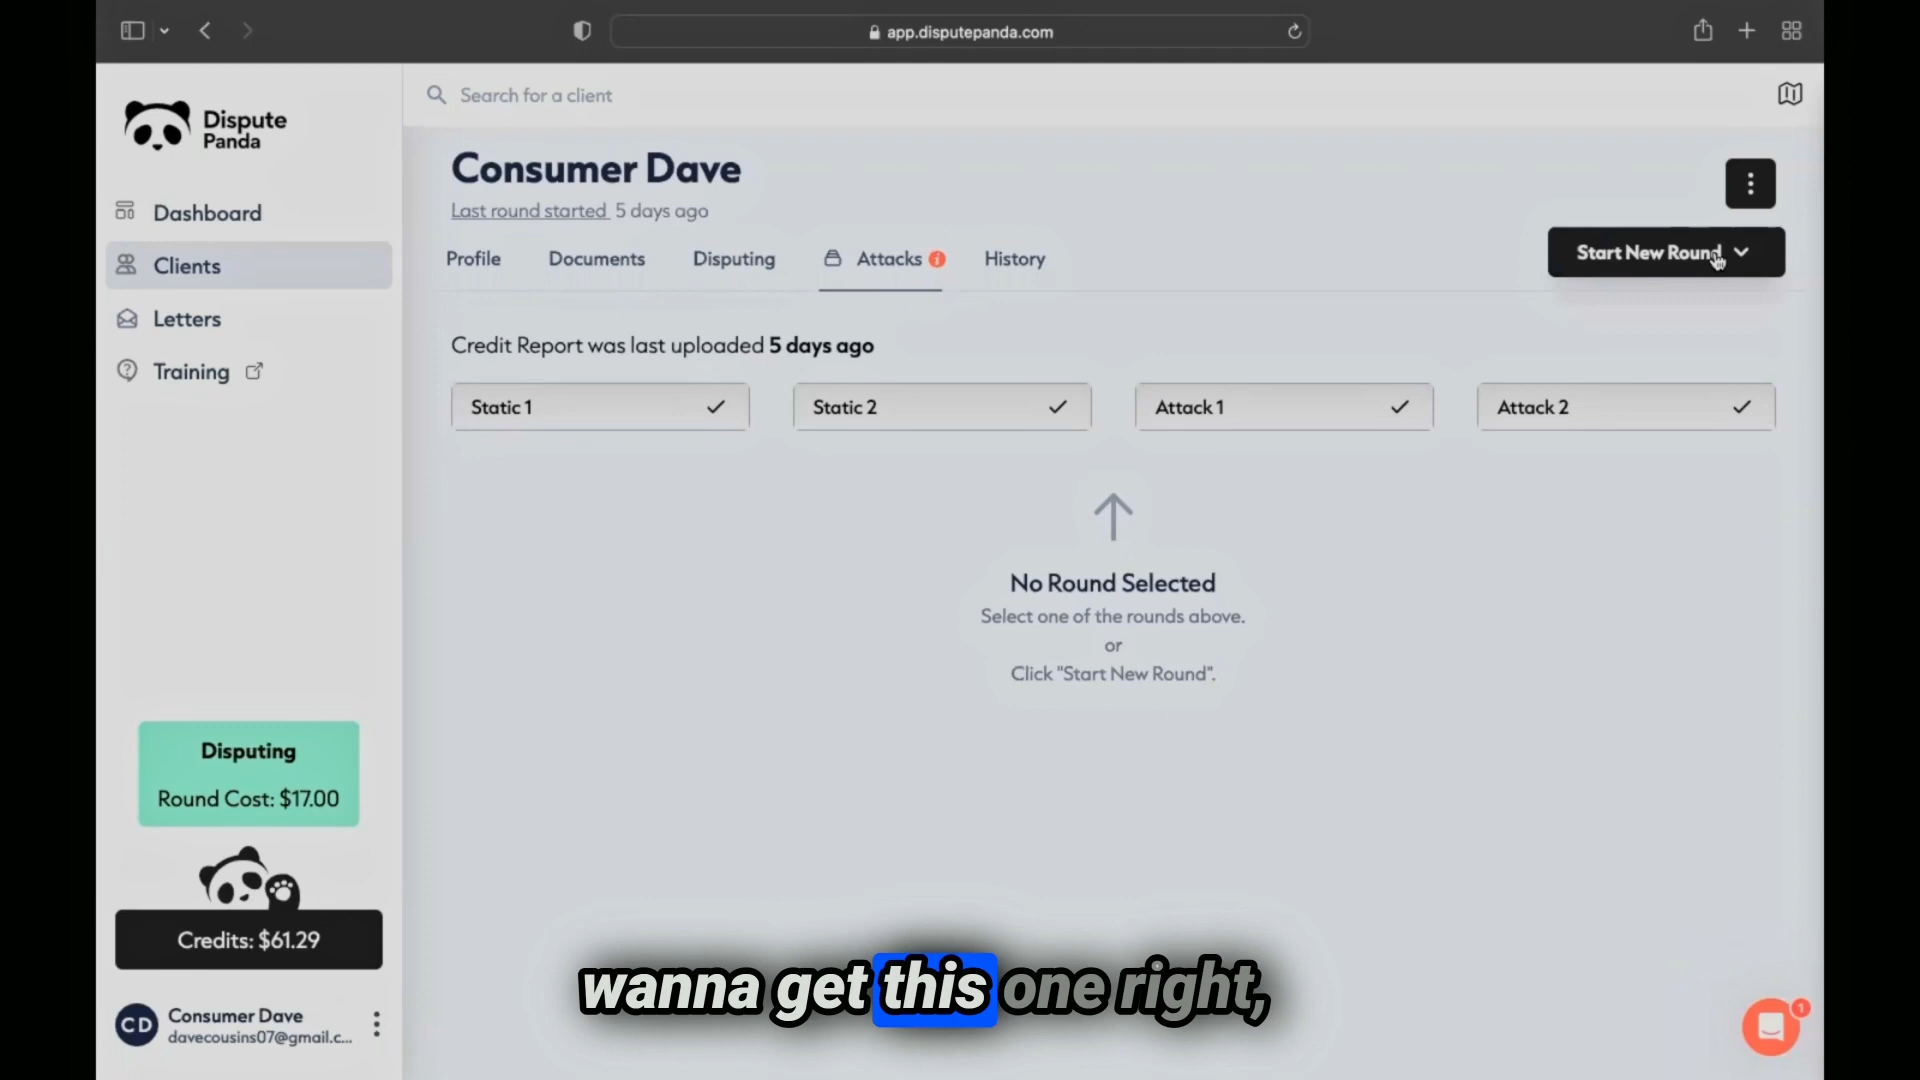 app.disputepanda.com
Search for a client
Dispute
Panda
Consumer Dave
Last round started 5 days ago
Dashboard
Clients
Letters
Training
Profile
Documents
Disputing
Attacks
History
Start New Round
Credit Report was last uploaded 5 days ago
Static 1
Static 2
Attack 1
Attack 2
No Round Selected
Select one of the rounds above.
or
Click "Start New Round".
Disputing
Round Cost: $17.00
Credits: $61.29
CD
Consumer Dave
davecousins07@gmail.c...
wanna get this one right,
1